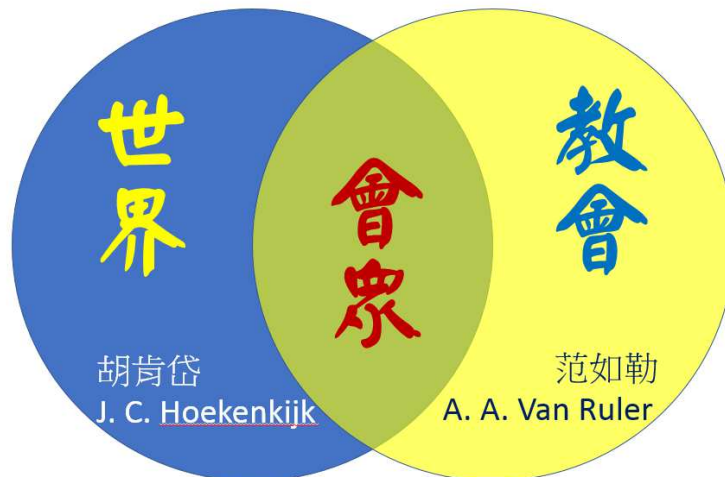 世界
會眾
教會
胡肯岱
J. C. Hoekenkijk
范如勒
A. A. Van Ruler